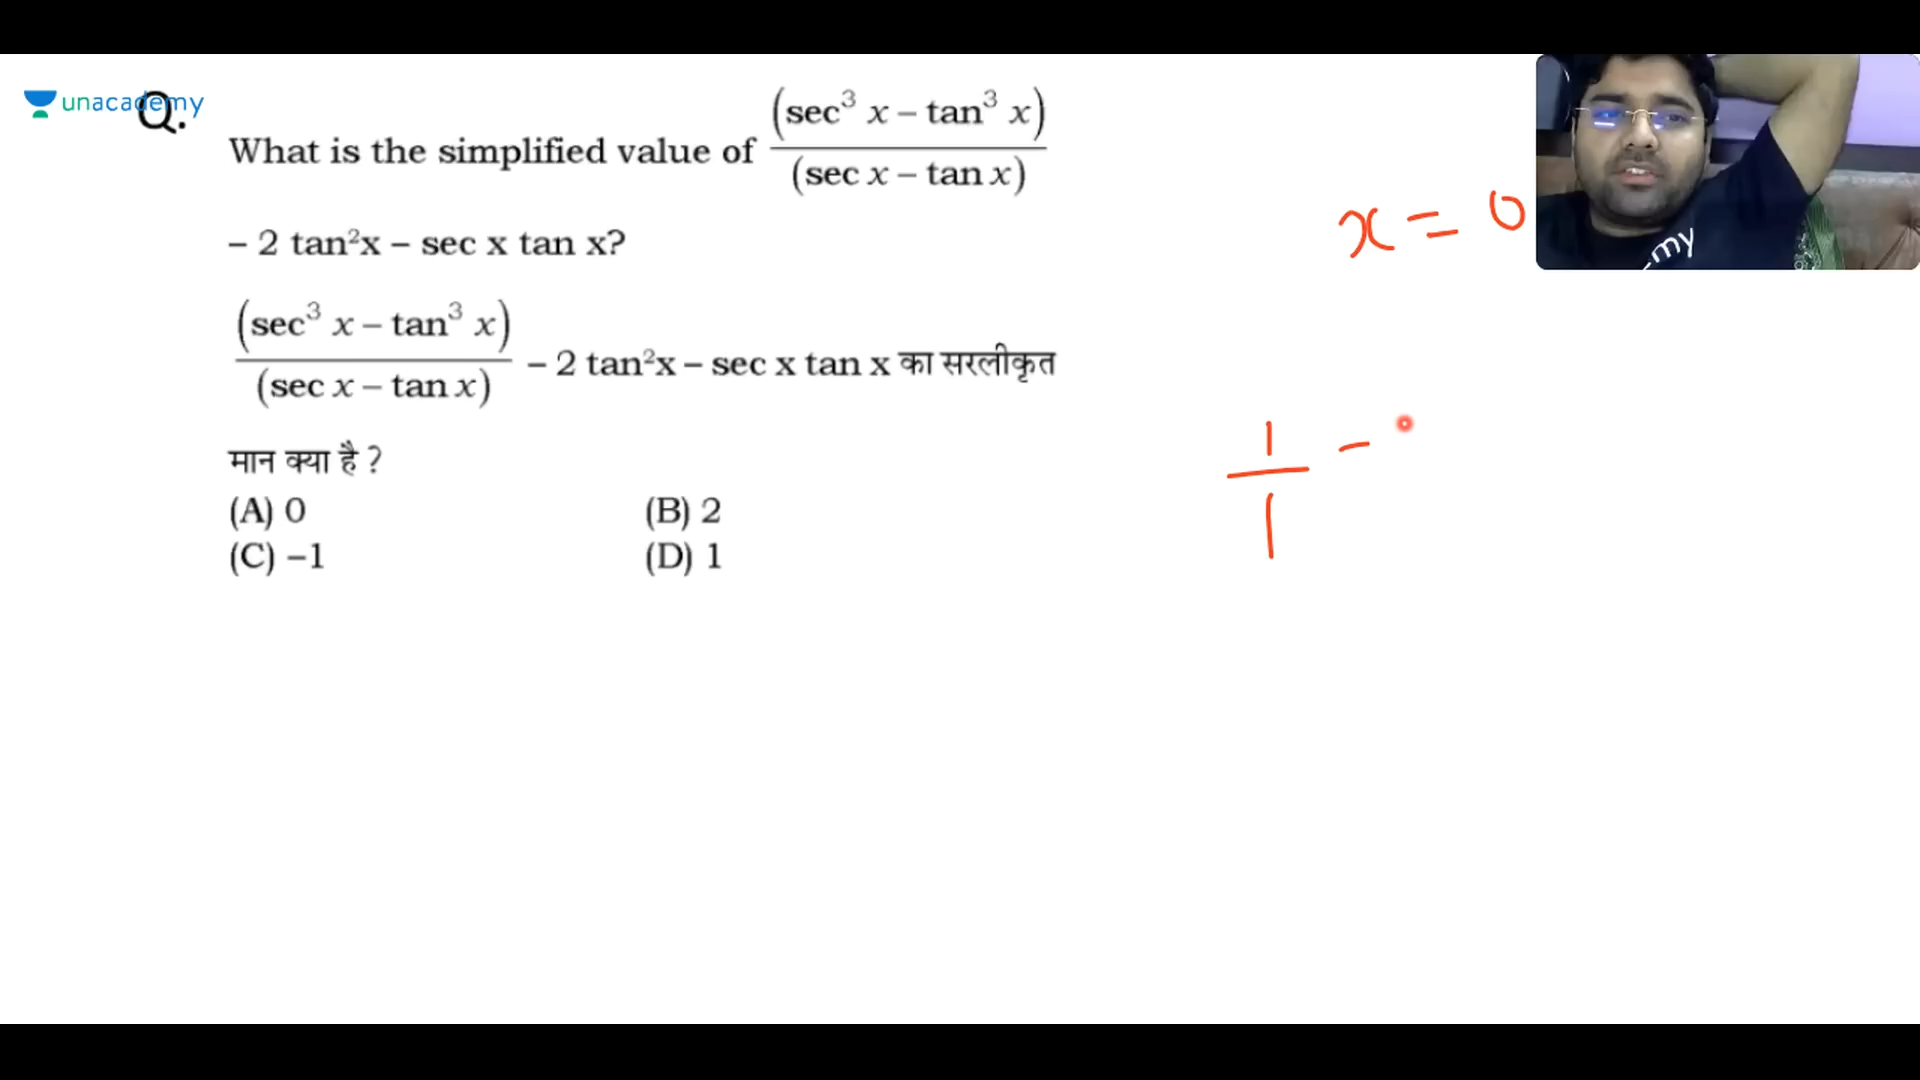 unacademy
Q.
What is the simplified value of (sec³ x – tan³ x) / (sec x – tan x)
– 2 tan²x – sec x tan x?
(sec³ x – tan³ x) / (sec x – tan x) – 2 tan²x – sec x tan x का सरलीकृत
मान क्या है ?
(A) 0 (B) 2
(C) –1 (D) 1
x = 0
1 / 1 –
my